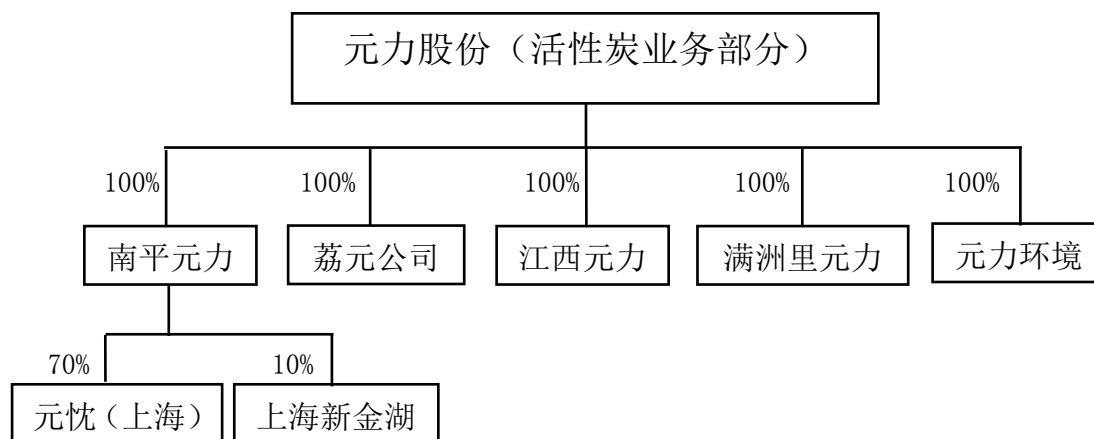 元力股份（活性炭业务部分）
100%
100%
100%
100%
100%
南平元力
荔元公司
江西元力
满洲里元力
元力环境
70%
10%
元忱（上海）
上海新金湖